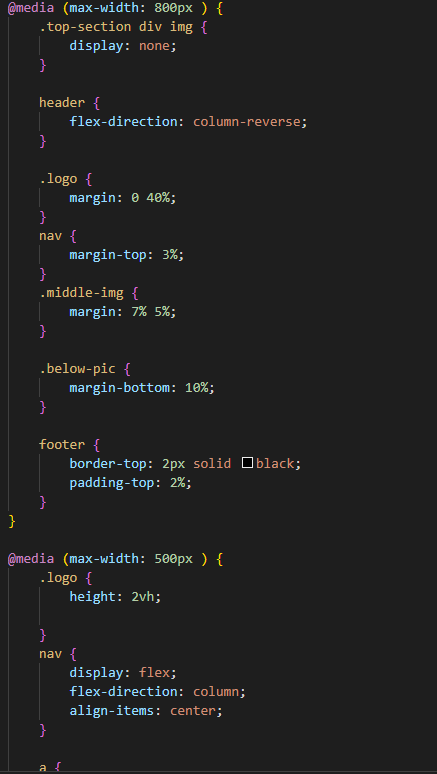 @media (max-width: 800px ) {
.top-section div img {
display: none;
}
header {
flex-direction: column-reverse;
}
.logo {
margin: 0 40%;
}
nav {
margin-top: 3%;
}
.middle-img {
margin: 7% 5%;
}
.below-pic {
margin-bottom: 10%;
}
footer {
border-top: 2px solid black;
padding-top: 2%;
}
}
@media (max-width: 500px ) {
.logo {
height: 2vh;
}
nav {
display: flex;
flex-direction: column;
align-items: center;
}
a {